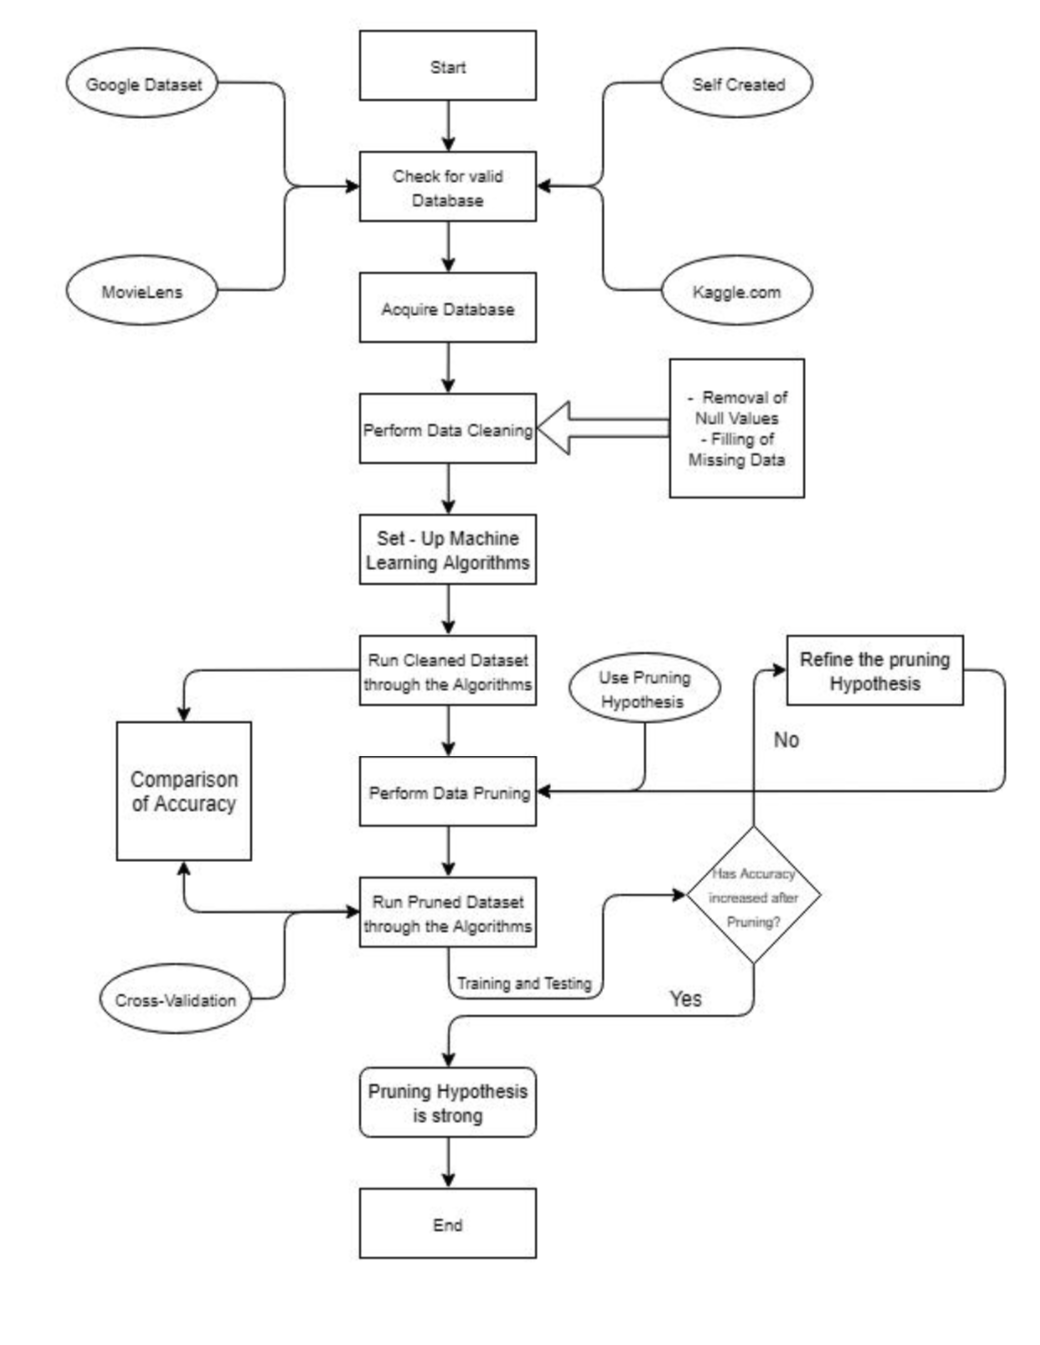 Start
Google Dataset
Self Created
Check for valid
Database
MovieLens
Kaggle.com
Acquire Database
- Removal of
Null Values
- Filling of
Missing Data
Perform Data Cleaning
Set - Up Machine
Learning Algorithms
Run Cleaned Dataset
through the Algorithms
Use Pruning
Hypothesis
Refine the pruning
Hypothesis
No
Comparison
of Accuracy
Perform Data Pruning
Has Accuracy
increased after
Pruning?
Run Pruned Dataset
through the Algorithms
Training and Testing
Cross-Validation
Yes
Pruning Hypothesis
is strong
End